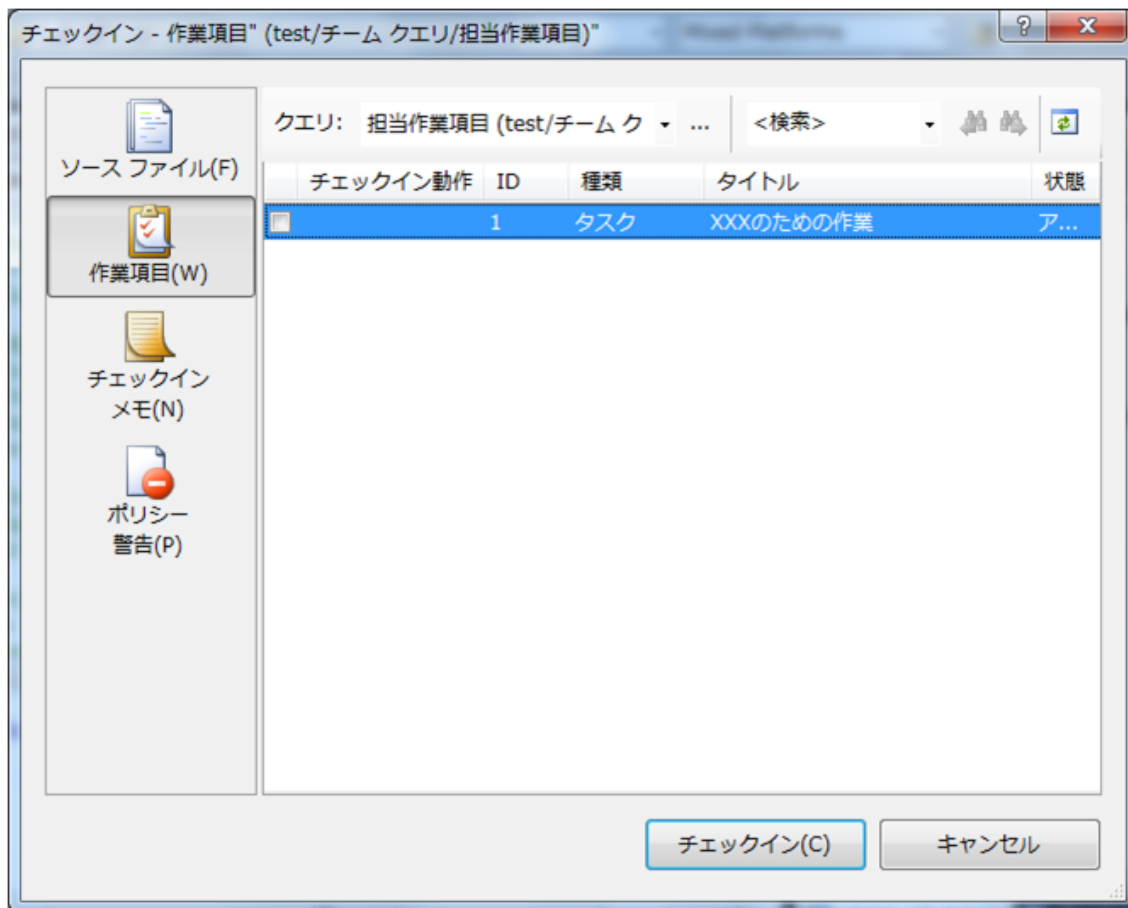 チェックイン - 作業項目" (test/チーム クエリ/担当作業項目)"
ソース ファイル(F)
作業項目(W)
チェックイン
メモ(N)
ポリシー
警告(P)
クエリ: 担当作業項目 (test/チーム ク ... <検索>
チェックイン動作 ID 種類 タイトル 状態
1 タスク XXXのための作業 ア...
チェックイン(C) キャンセル